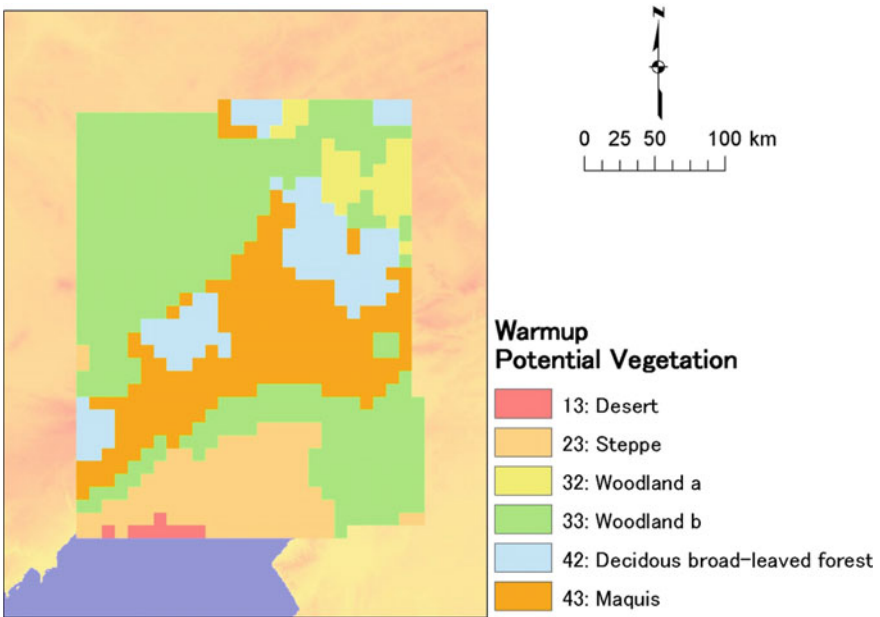 N
0 25 50 100 km
Warmup
Potential Vegetation
13: Desert
23: Steppe
32: Woodland a
33: Woodland b
42: Decidous broad-leaved forest
43: Maquis